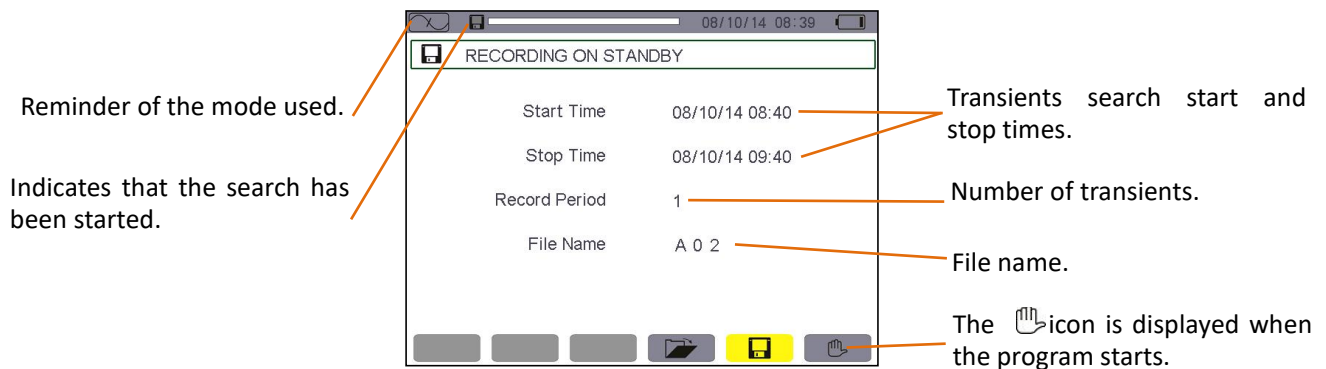 08/10/14 08:39
RECORDING ON STANDBY
Reminder of the mode used.
Indicates that the search has
been started.
Start Time 08/10/14 08:40
Stop Time 08/10/14 09:40
Record Period 1
File Name A 0 2
Transients search start and
stop times.
Number of transients.
File name.
The icon is displayed when
the program starts.